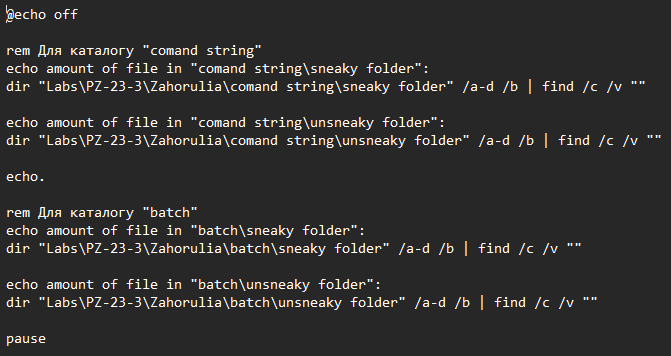 @echo off
rem Для каталогу "comand string"
echo amount of file in "comand string\sneaky folder":
dir "Labs\PZ-23-3\Zahorulia\comand string\sneaky folder" /a-d /b | find /c /v ""
echo amount of file in "comand string\unsneaky folder":
dir "Labs\PZ-23-3\Zahorulia\comand string\unsneaky folder" /a-d /b | find /c /v ""
echo.
rem Для каталогу "batch"
echo amount of file in "batch\sneaky folder":
dir "Labs\PZ-23-3\Zahorulia\batch\sneaky folder" /a-d /b | find /c /v ""
echo amount of file in "batch\unsneaky folder":
dir "Labs\PZ-23-3\Zahorulia\batch\unsneaky folder" /a-d /b | find /c /v ""
pause